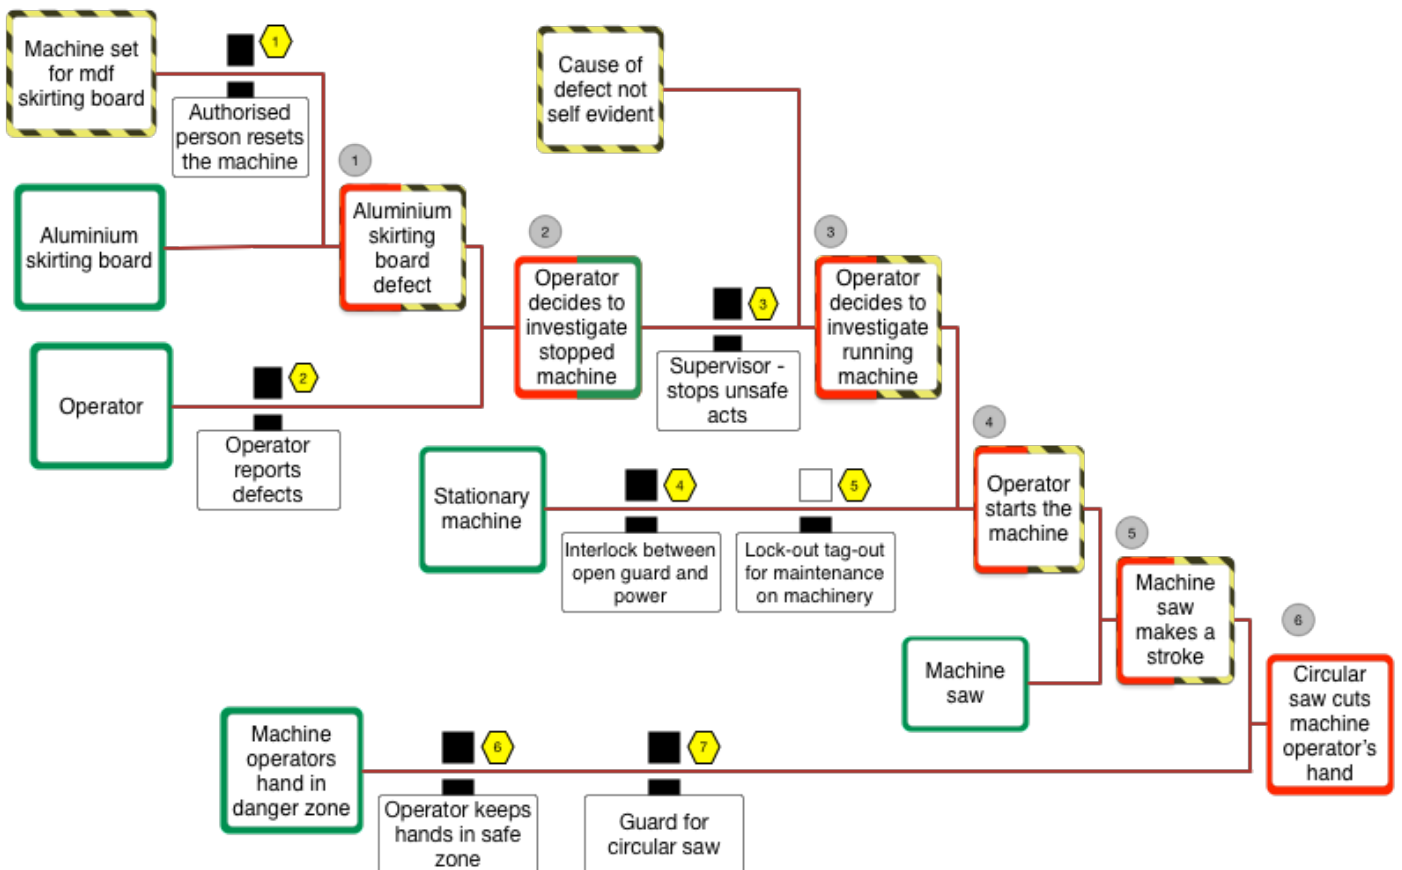 Machine set
for mdf
skirting board
1
Authorised
person resets
the machine
Cause of
defect not
self evident
1
Aluminium
skirting board
Aluminium
skirting
board
defect
2
Operator
decides to
investigate
stopped
machine
3
Operator
decides to
investigate
running
machine
3
Supervisor -
stops unsafe
acts
Operator
2
Operator
reports
defects
4
Stationary
machine
4
Interlock between
open guard and
power
5
Lock-out tag-out
for maintenance
on machinery
Operator
starts the
machine
5
Machine
saw
makes a
stroke
Machine
saw
6
Circular
saw cuts
machine
operator's
hand
Machine
operators
hand in
danger zone
6
Operator keeps
hands in safe
zone
7
Guard for
circular saw